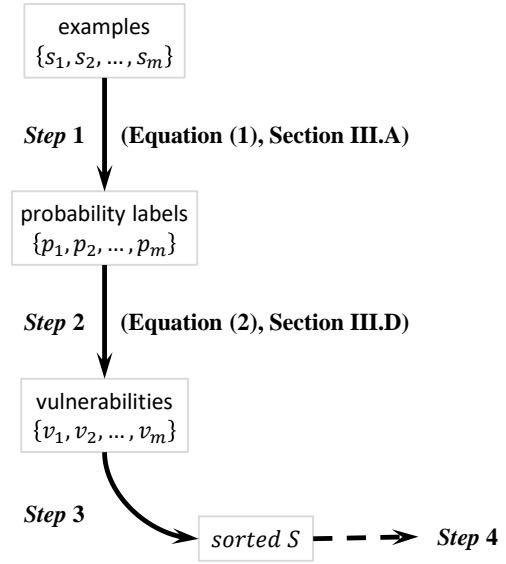 examples
{s₁, s₂, ..., sₘ}
Step 1 (Equation (1), Section III.A)
probability labels
{p₁, p₂, ..., pₘ}
Step 2 (Equation (2), Section III.D)
vulnerabilities
{v₁, v₂, ..., vₘ}
Step 3
sorted S
Step 4